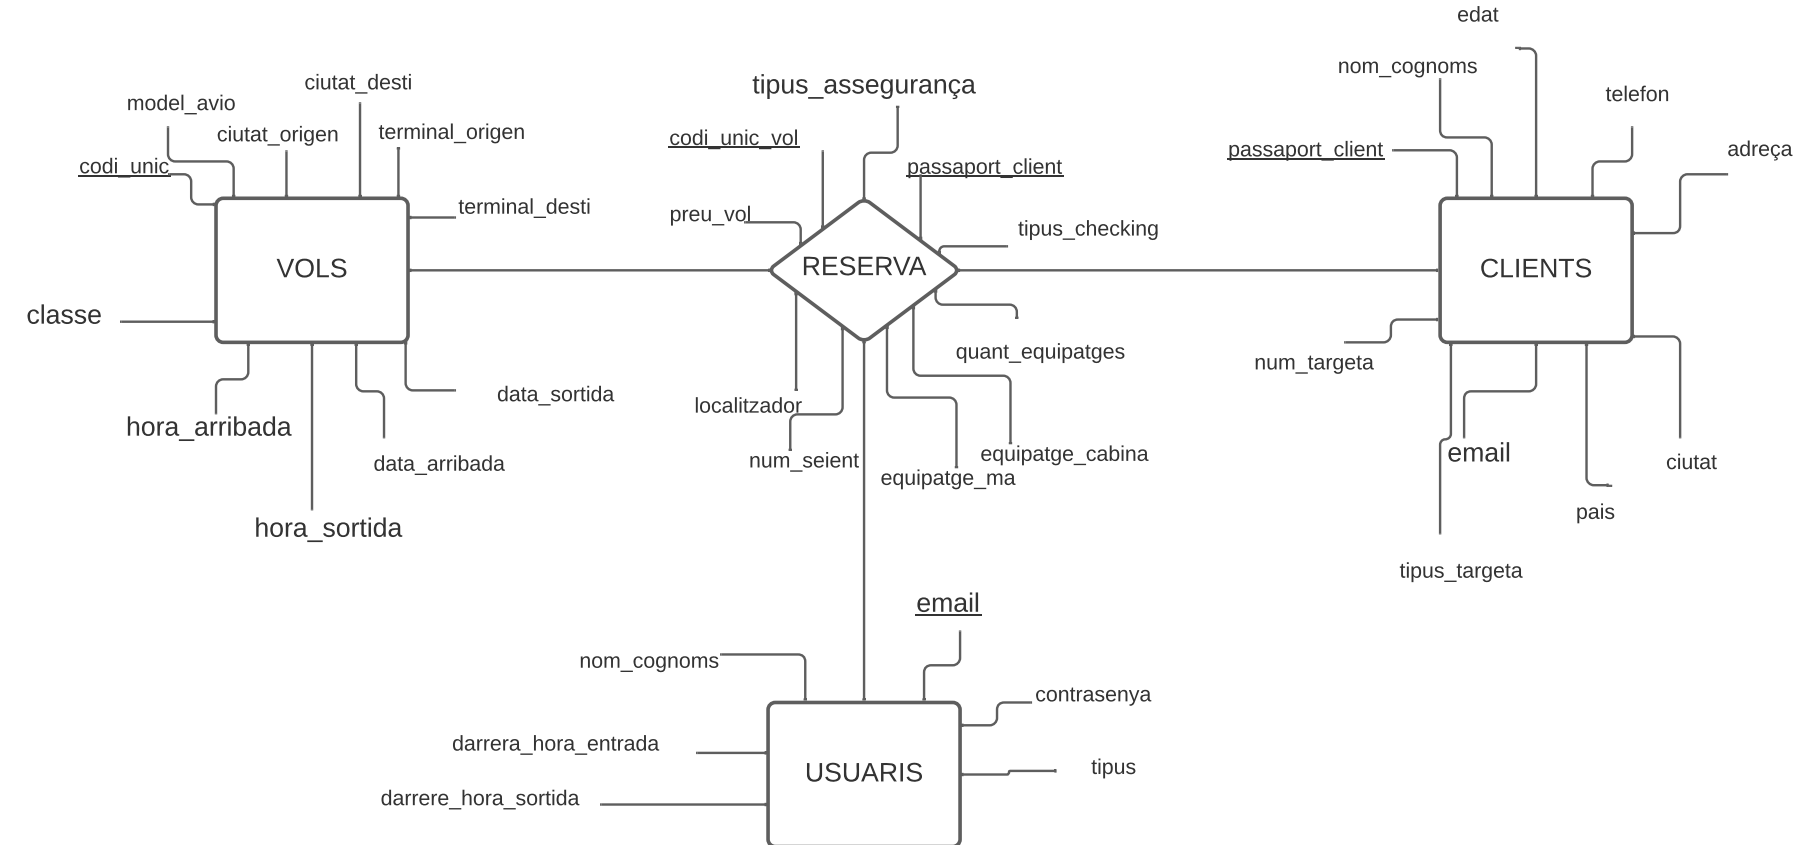 edat
nom_cognoms
ciutat_desti
tipus_assegurança
telefon
model_avio
ciutat_origen
terminal_origen
codi_unic_vol
passaport_client
adreça
codi_unic
passaport_client
terminal_desti
preu_vol
tipus_checking
VOLS
RESERVA
CLIENTS
classe
quant_equipatges
num_targeta
data_sortida
localitzador
hora_arribada
data_arribada
num_seient
equipatge_cabina
equipatge_ma
email
ciutat
hora_sortida
pais
tipus_targeta
email
nom_cognoms
contrasenya
darrera_hora_entrada
USUARIS
tipus
darrere_hora_sortida